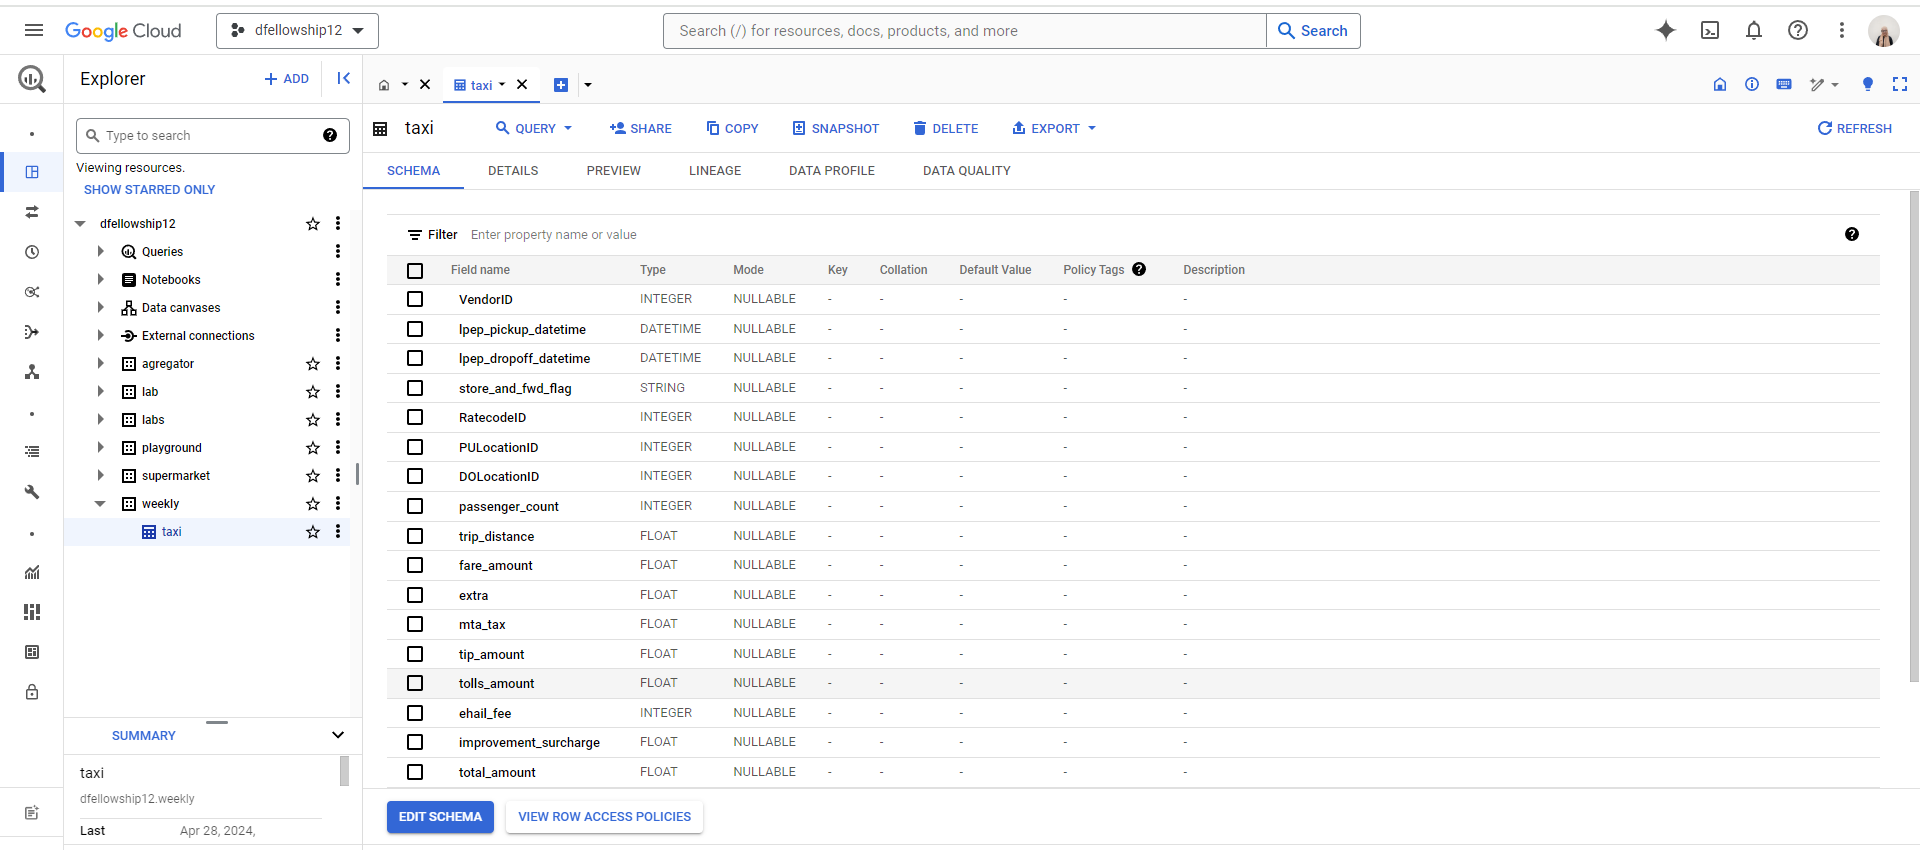 Google Cloud
dfellowship12
Search (/) for resources, docs, products, and more
Search
Explorer
+ ADD
taxi
Type to search
Viewing resources.
SHOW STARRED ONLY
dfellowship12
Queries
Notebooks
Data canvases
External connections
agregator
lab
labs
playground
supermarket
weekly
taxi
SUMMARY
taxi
dfellowship12.weekly
Last Apr 28, 2024,
taxi
QUERY SHARE COPY SNAPSHOT DELETE EXPORT REFRESH
SCHEMA DETAILS PREVIEW LINEAGE DATA PROFILE DATA QUALITY
Filter Enter property name or value
Field name Type Mode Key Collation Default Value Policy Tags Description
VendorID INTEGER NULLABLE - - - - -
lpep_pickup_datetime DATETIME NULLABLE - - - - -
lpep_dropoff_datetime DATETIME NULLABLE - - - - -
store_and_fwd_flag STRING NULLABLE - - - - -
RatecodeID INTEGER NULLABLE - - - - -
PULocationID INTEGER NULLABLE - - - - -
DOLocationID INTEGER NULLABLE - - - - -
passenger_count INTEGER NULLABLE - - - - -
trip_distance FLOAT NULLABLE - - - - -
fare_amount FLOAT NULLABLE - - - - -
extra FLOAT NULLABLE - - - - -
mta_tax FLOAT NULLABLE - - - - -
tip_amount FLOAT NULLABLE - - - - -
tolls_amount FLOAT NULLABLE - - - - -
ehail_fee INTEGER NULLABLE - - - - -
improvement_surcharge FLOAT NULLABLE - - - - -
total_amount FLOAT NULLABLE - - - - -
EDIT SCHEMA VIEW ROW ACCESS POLICIES